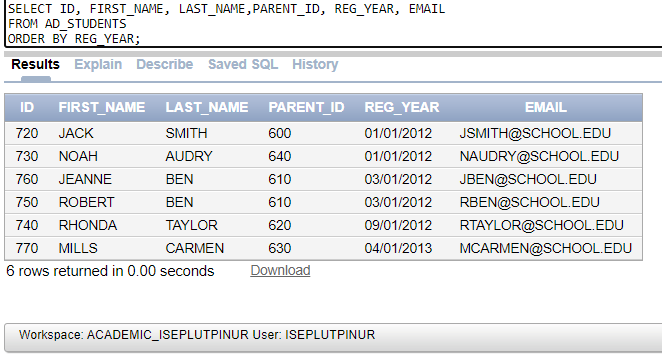 SELECT ID, FIRST_NAME, LAST_NAME,PARENT_ID, REG_YEAR, EMAIL
FROM AD_STUDENTS
ORDER BY REG_YEAR;
Results Explain Describe Saved SQL History
ID FIRST_NAME LAST_NAME PARENT_ID REG_YEAR EMAIL
720 JACK SMITH 600 01/01/2012 JSMITH@SCHOOL.EDU
730 NOAH AUDRY 640 01/01/2012 NAUDRY@SCHOOL.EDU
760 JEANNE BEN 610 03/01/2012 JBEN@SCHOOL.EDU
750 ROBERT BEN 610 03/01/2012 RBEN@SCHOOL.EDU
740 RHONDA TAYLOR 620 09/01/2012 RTAYLOR@SCHOOL.EDU
770 MILLS CARMEN 630 04/01/2013 MCARMEN@SCHOOL.EDU
6 rows returned in 0.00 seconds Download
Workspace: ACADEMIC_ISEPLUTPINUR User: ISEPLUTPINUR